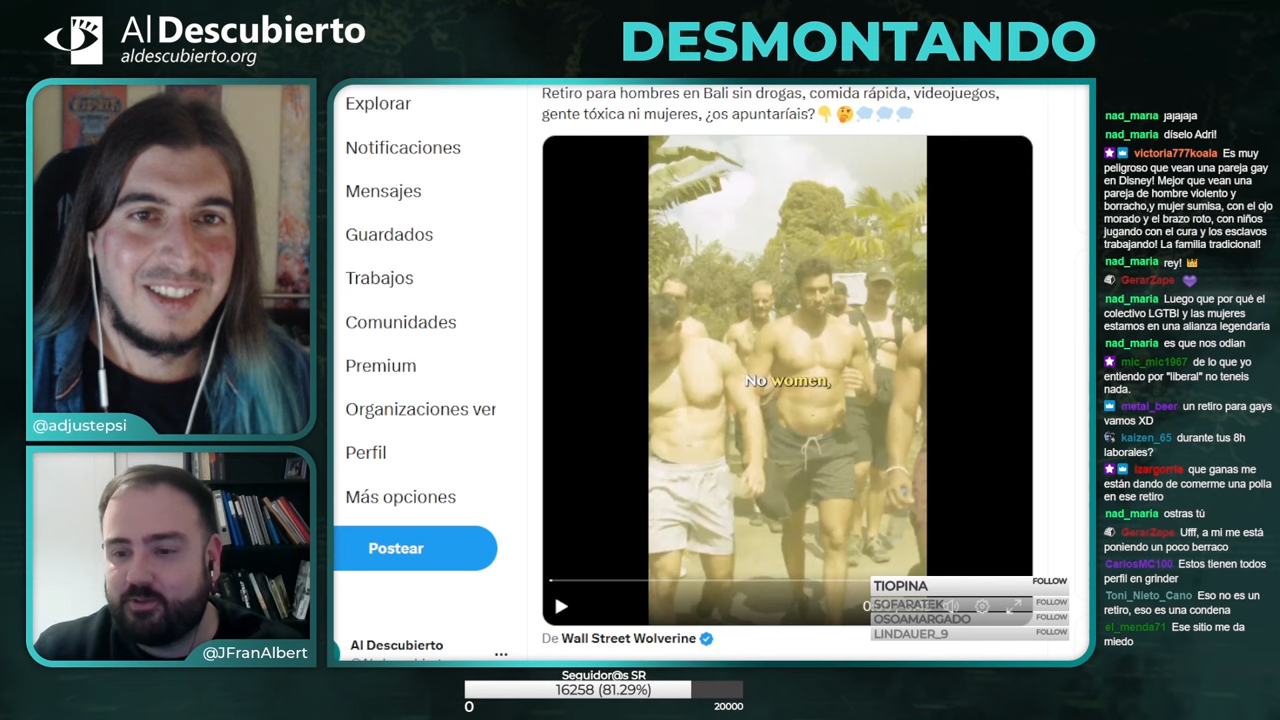 Al Descubierto
aldescubierto.org
DESMONTANDO
@adjustepsi
@JFranAlbert
Explorar
Notificaciones
Mensajes
Guardados
Trabajos
Comunidades
Premium
Organizaciones ver
Perfil
Más opciones
Postear
Al Descubierto
...
Retiro para hombres en Bali sin drogas, comida rápida, videojuegos,
gente tóxica ni mujeres, ¿os apuntaríais?👇🤔💭💭💭
No women,
De Wall Street Wolverine
TIOPINA FOLLOW
SOFARATEK FOLLOW
OSOAMARGADO FOLLOW
LINDAUER_9 FOLLOW
nad_maria jajajaja
nad_maria díselo Adri!
victoria777koala Es muy
peligroso que vean una pareja gay
en Disney! Mejor que vean una
pareja de hombre violento y
borracho,y mujer sumisa, con el ojo
morado y el brazo roto, con niños
jugando con el cura y los esclavos
trabajando! La familia tradicional!
nad_maria rey! 👑
GerarZape 💜
nad_maria Luego que por qué el
colectivo LGTBI y las mujeres
estamos en una alianza legendaria
nad_maria es que nos odian
mic_mic1967 de lo que yo
entiendo por "liberal" no teneis
nada.
metal_beer un retiro para gays
vamos XD
kaizen_65 durante tus 8h
laborales?
Izargorria que ganas me
están dando de comerme una polla
en ese retiro
nad_maria ostras tú
GerarZape Ufff, a mi me está
poniendo un poco berraco
CarlosMC100 Estos tienen todos
perfil en grinder
Toni_Nieto_Cano Eso no es un
retiro, eso es una condena
el_menda71 Ese sitio me da
miedo
Seguidor@s SR
16258 (81.29%)
0 20000